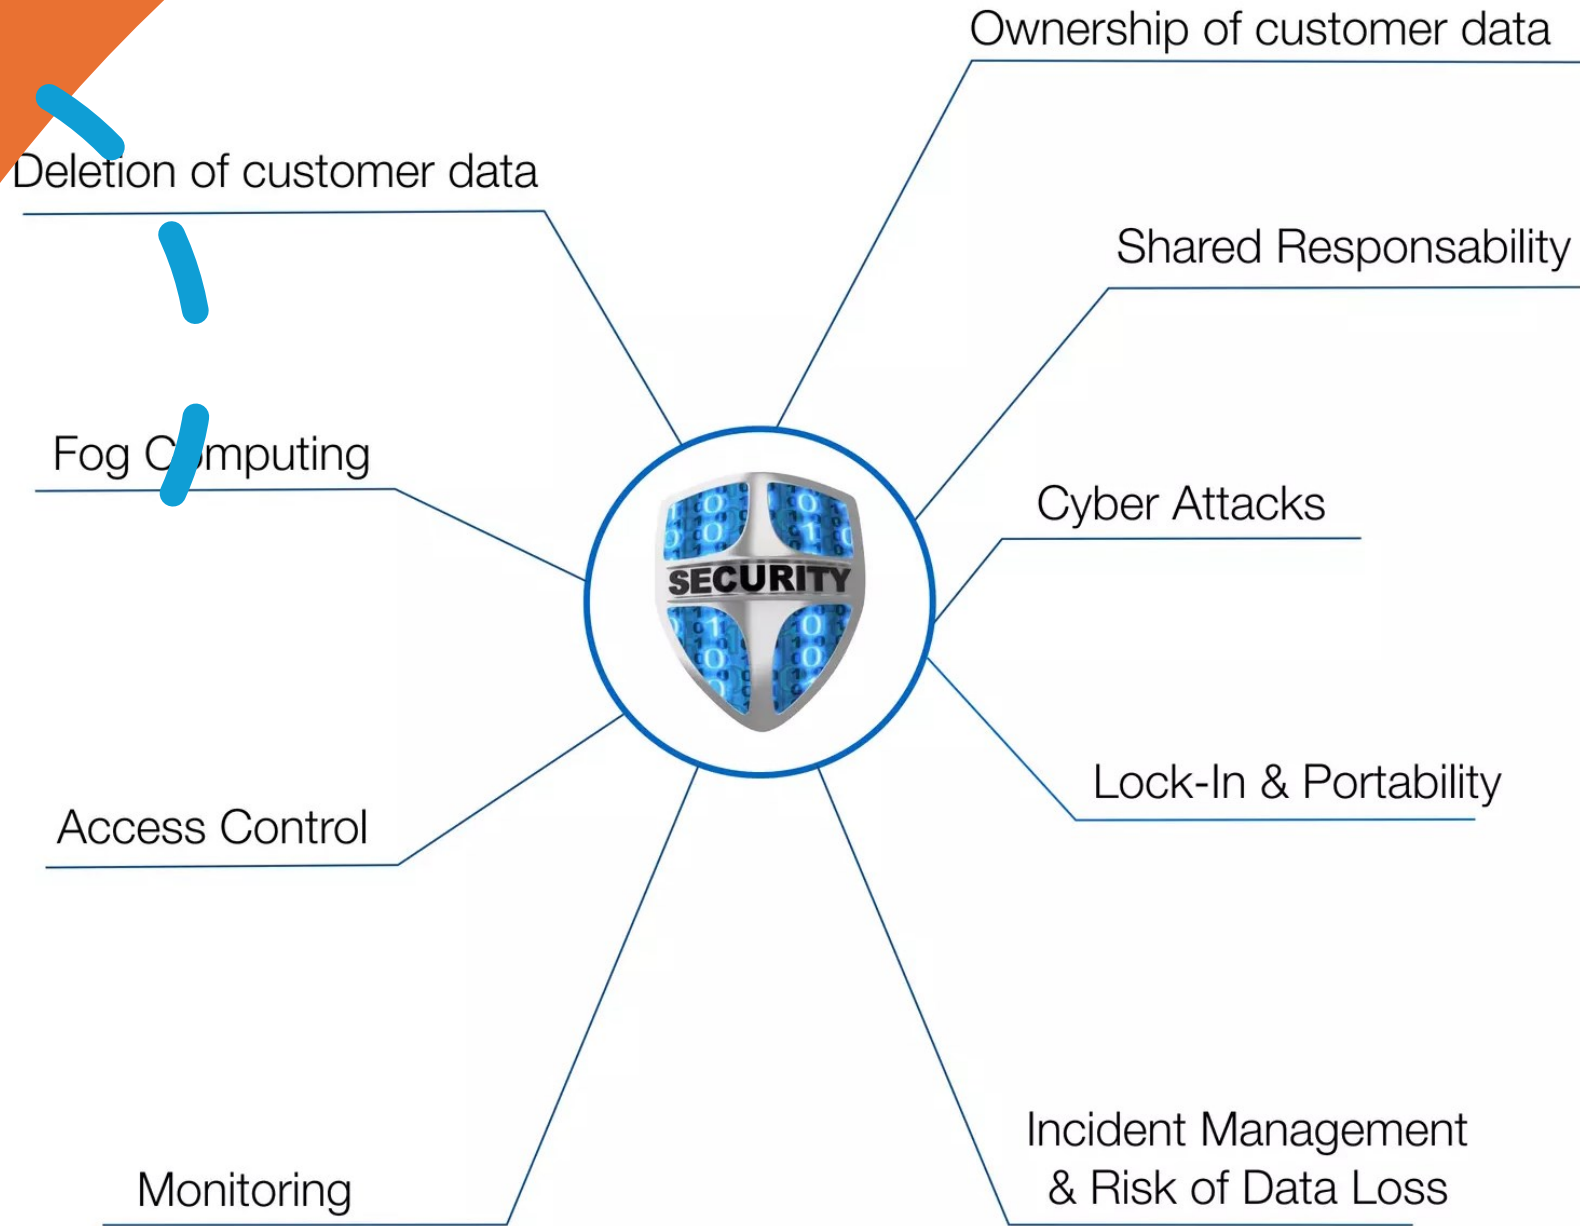 Ownership of customer data
Deletion of customer data
Shared Responsability
Fog Computing
Cyber Attacks
SECURITY
Lock-In & Portability
Access Control
Incident Management
& Risk of Data Loss
Monitoring